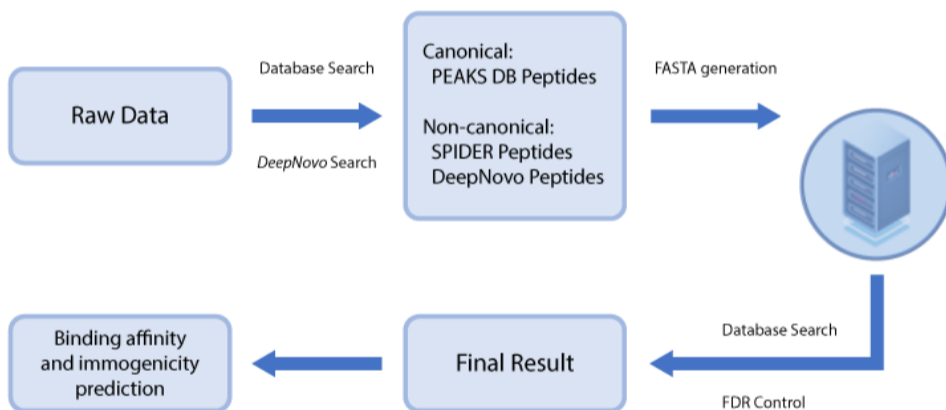 Raw Data
Database Search
DeepNovo Search
Canonical:
PEAKS DB Peptides
Non-canonical:
SPIDER Peptides
DeepNovo Peptides
FASTA generation
Database Search
FDR Control
Final Result
Binding affinity
and immogenicity
prediction